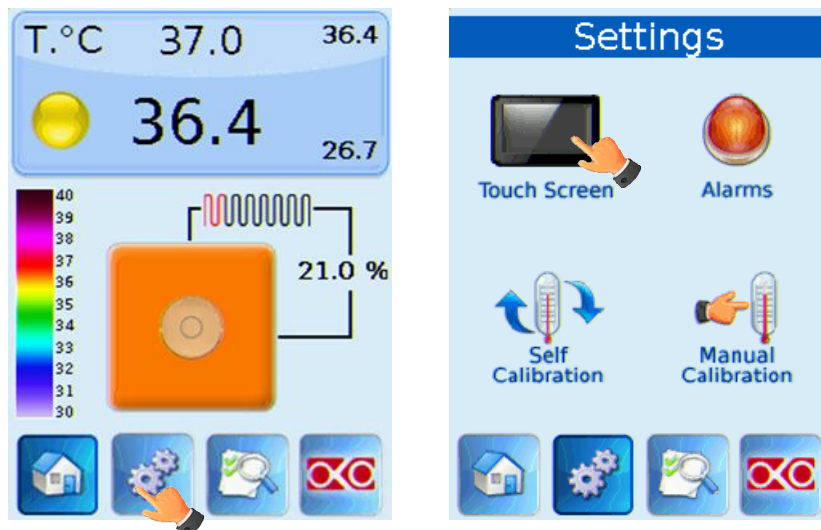 T.°C 37.0 36.4
36.4
26.7
40
39
38
37
36
35
34
33
32
31
30
21.0 %
Settings
Touch Screen
Alarms
Self
Calibration
Manual
Calibration